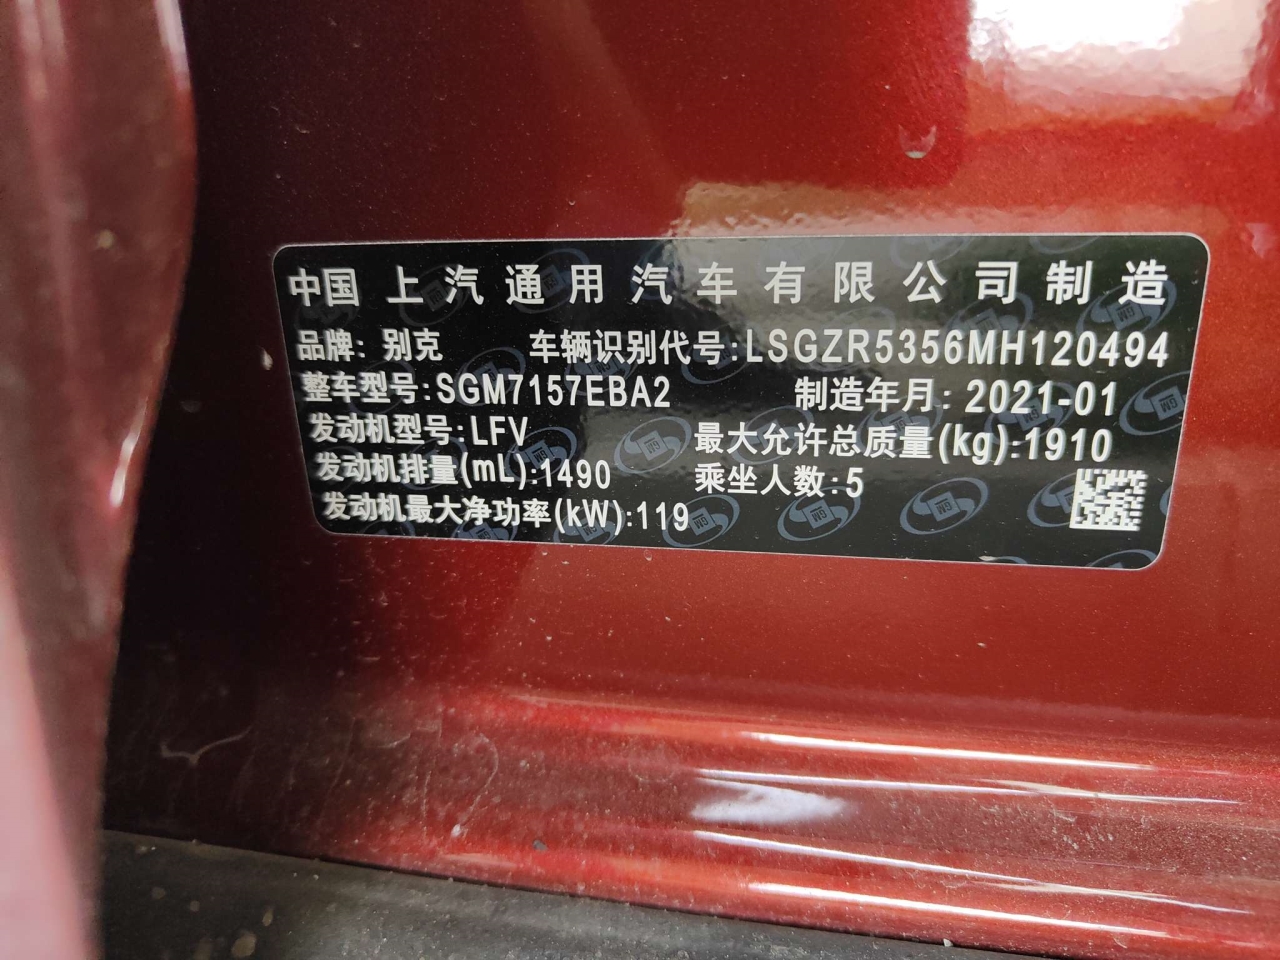 中国 上汽通用汽车有限公司制造
品牌: 别克 车辆识别代号:LSGZR5356MH120494
整车型号:SGM7157EBA2 制造年月: 2021-01
发动机型号:LFV 最大允许总质量(kg):1910
发动机排量(mL):1490 乘坐人数:5
发动机最大净功率(kW):119